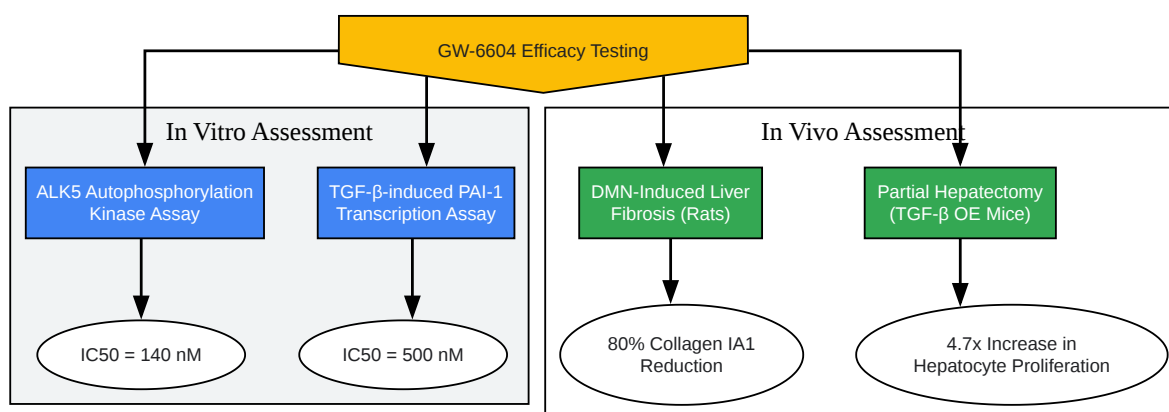 GW-6604 Efficacy Testing
In Vitro Assessment
In Vivo Assessment
ALK5 Autophosphorylation
Kinase Assay
TGF-β-induced PAI-1
Transcription Assay
DMN-Induced Liver
Fibrosis (Rats)
Partial Hepatectomy
(TGF-β OE Mice)
IC50 = 140 nM
IC50 = 500 nM
80% Collagen IA1
Reduction
4.7x Increase in
Hepatocyte Proliferation